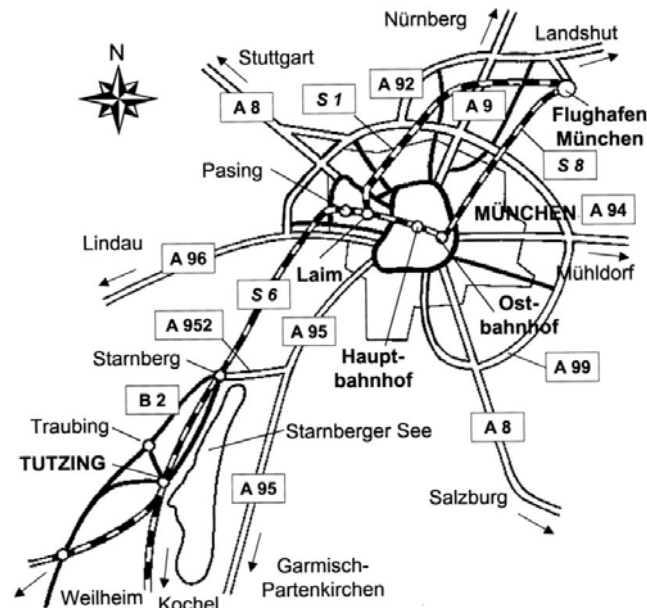 Nürnberg
Landshut
N
Stuttgart
A 92
S 1
A 9
A 8
Flughafen
München
S 8
Pasing
MÜNCHEN
A 94
Lindau
A 96
Laim
Mühldorf
S 6
Ost-
bahnhof
A 952
A 95
Haupt-
bahnhof
Starnberg
A 99
B 2
Traubing
Starnberger See
A 8
TUTZING
A 95
Salzburg
Garmisch-
Partenkirchen
Weilheim
Kochel